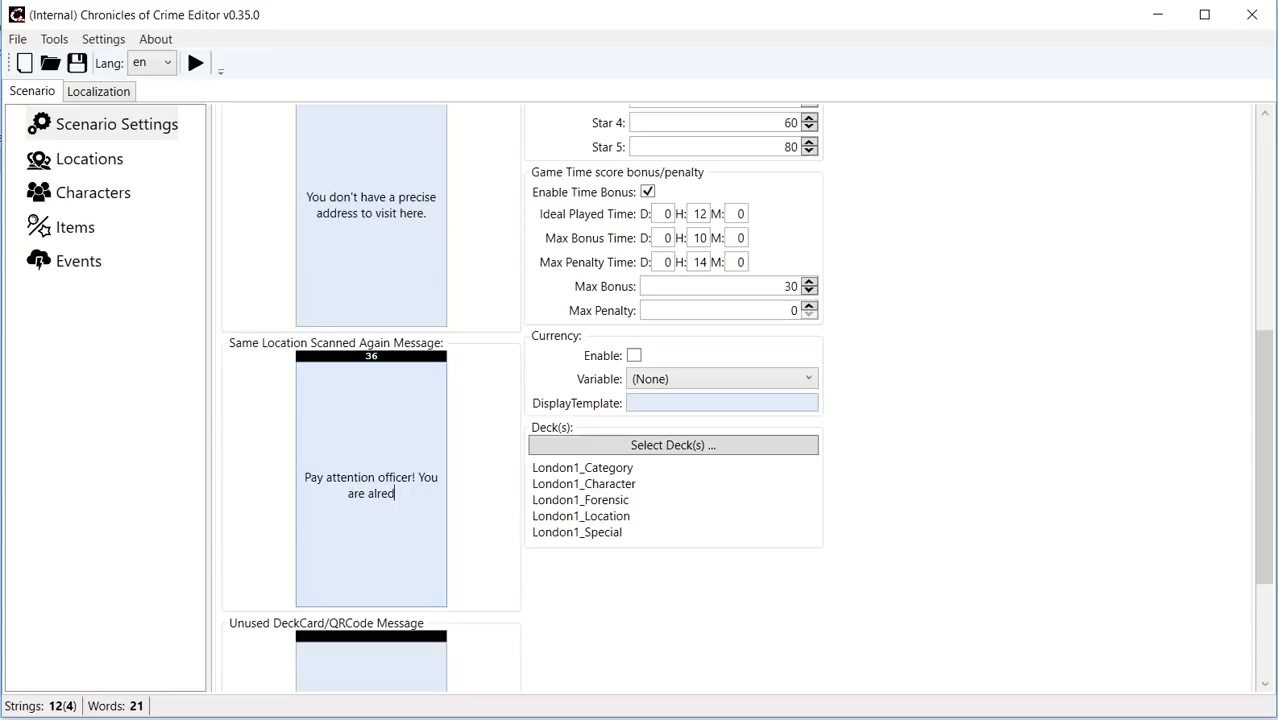 (Internal) Chronicles of Crime Editor v0.35.0
File Tools Settings About
Lang: en
Scenario Localization
Scenario Settings
Locations
Characters
Items
Events
You don't have a precise
address to visit here.
Same Location Scanned Again Message:
36
Pay attention officer! You
are alred
Unused DeckCard/QRCode Message
Star 4: 60
Star 5: 80
Game Time score bonus/penalty
Enable Time Bonus:
Ideal Played Time: D: 0 H: 12 M: 0
Max Bonus Time: D: 0 H: 10 M: 0
Max Penalty Time: D: 0 H: 14 M: 0
Max Bonus: 30
Max Penalty: 0
Currency:
Enable:
Variable: (None)
DisplayTemplate:
Deck(s):
Select Deck(s) ...
London1_Category
London1_Character
London1_Forensic
London1_Location
London1_Special
Strings: 12(4) Words: 21